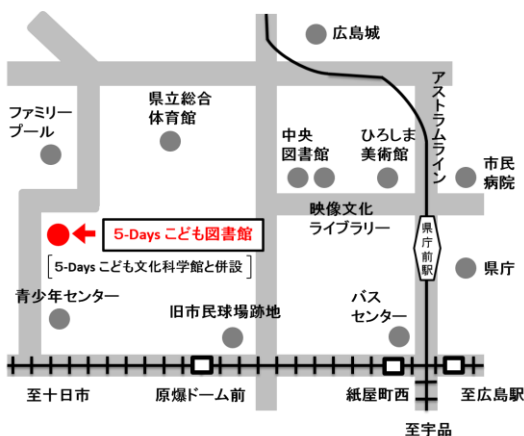 広島城
アストラムライン
ファミリー
プール
県立総合
体育館
中央
図書館
ひろしま
美術館
市民
病院
映像文化
ライブラリー
県庁前駅
5-Days こども図書館
[5-Days こども文化科学館と併設]
県庁
青少年センター
旧市民球場跡地
バス
センター
至十日市
原爆ドーム前
紙屋町西
至広島駅
至宇品